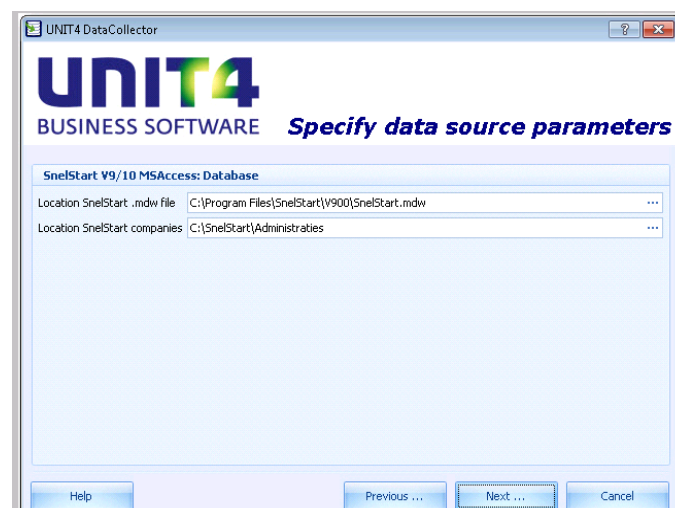 UNIT4 DataCollector
UNIT4
BUSINESS SOFTWARE
Specify data source parameters
SnelStart V9/10 MSAccess: Database
Location SnelStart .mdw file C:\Program Files\SnelStart\V900\SnelStart.mdw ...
Location SnelStart companies C:\SnelStart\Administraties ...
Help Previous ... Next ... Cancel